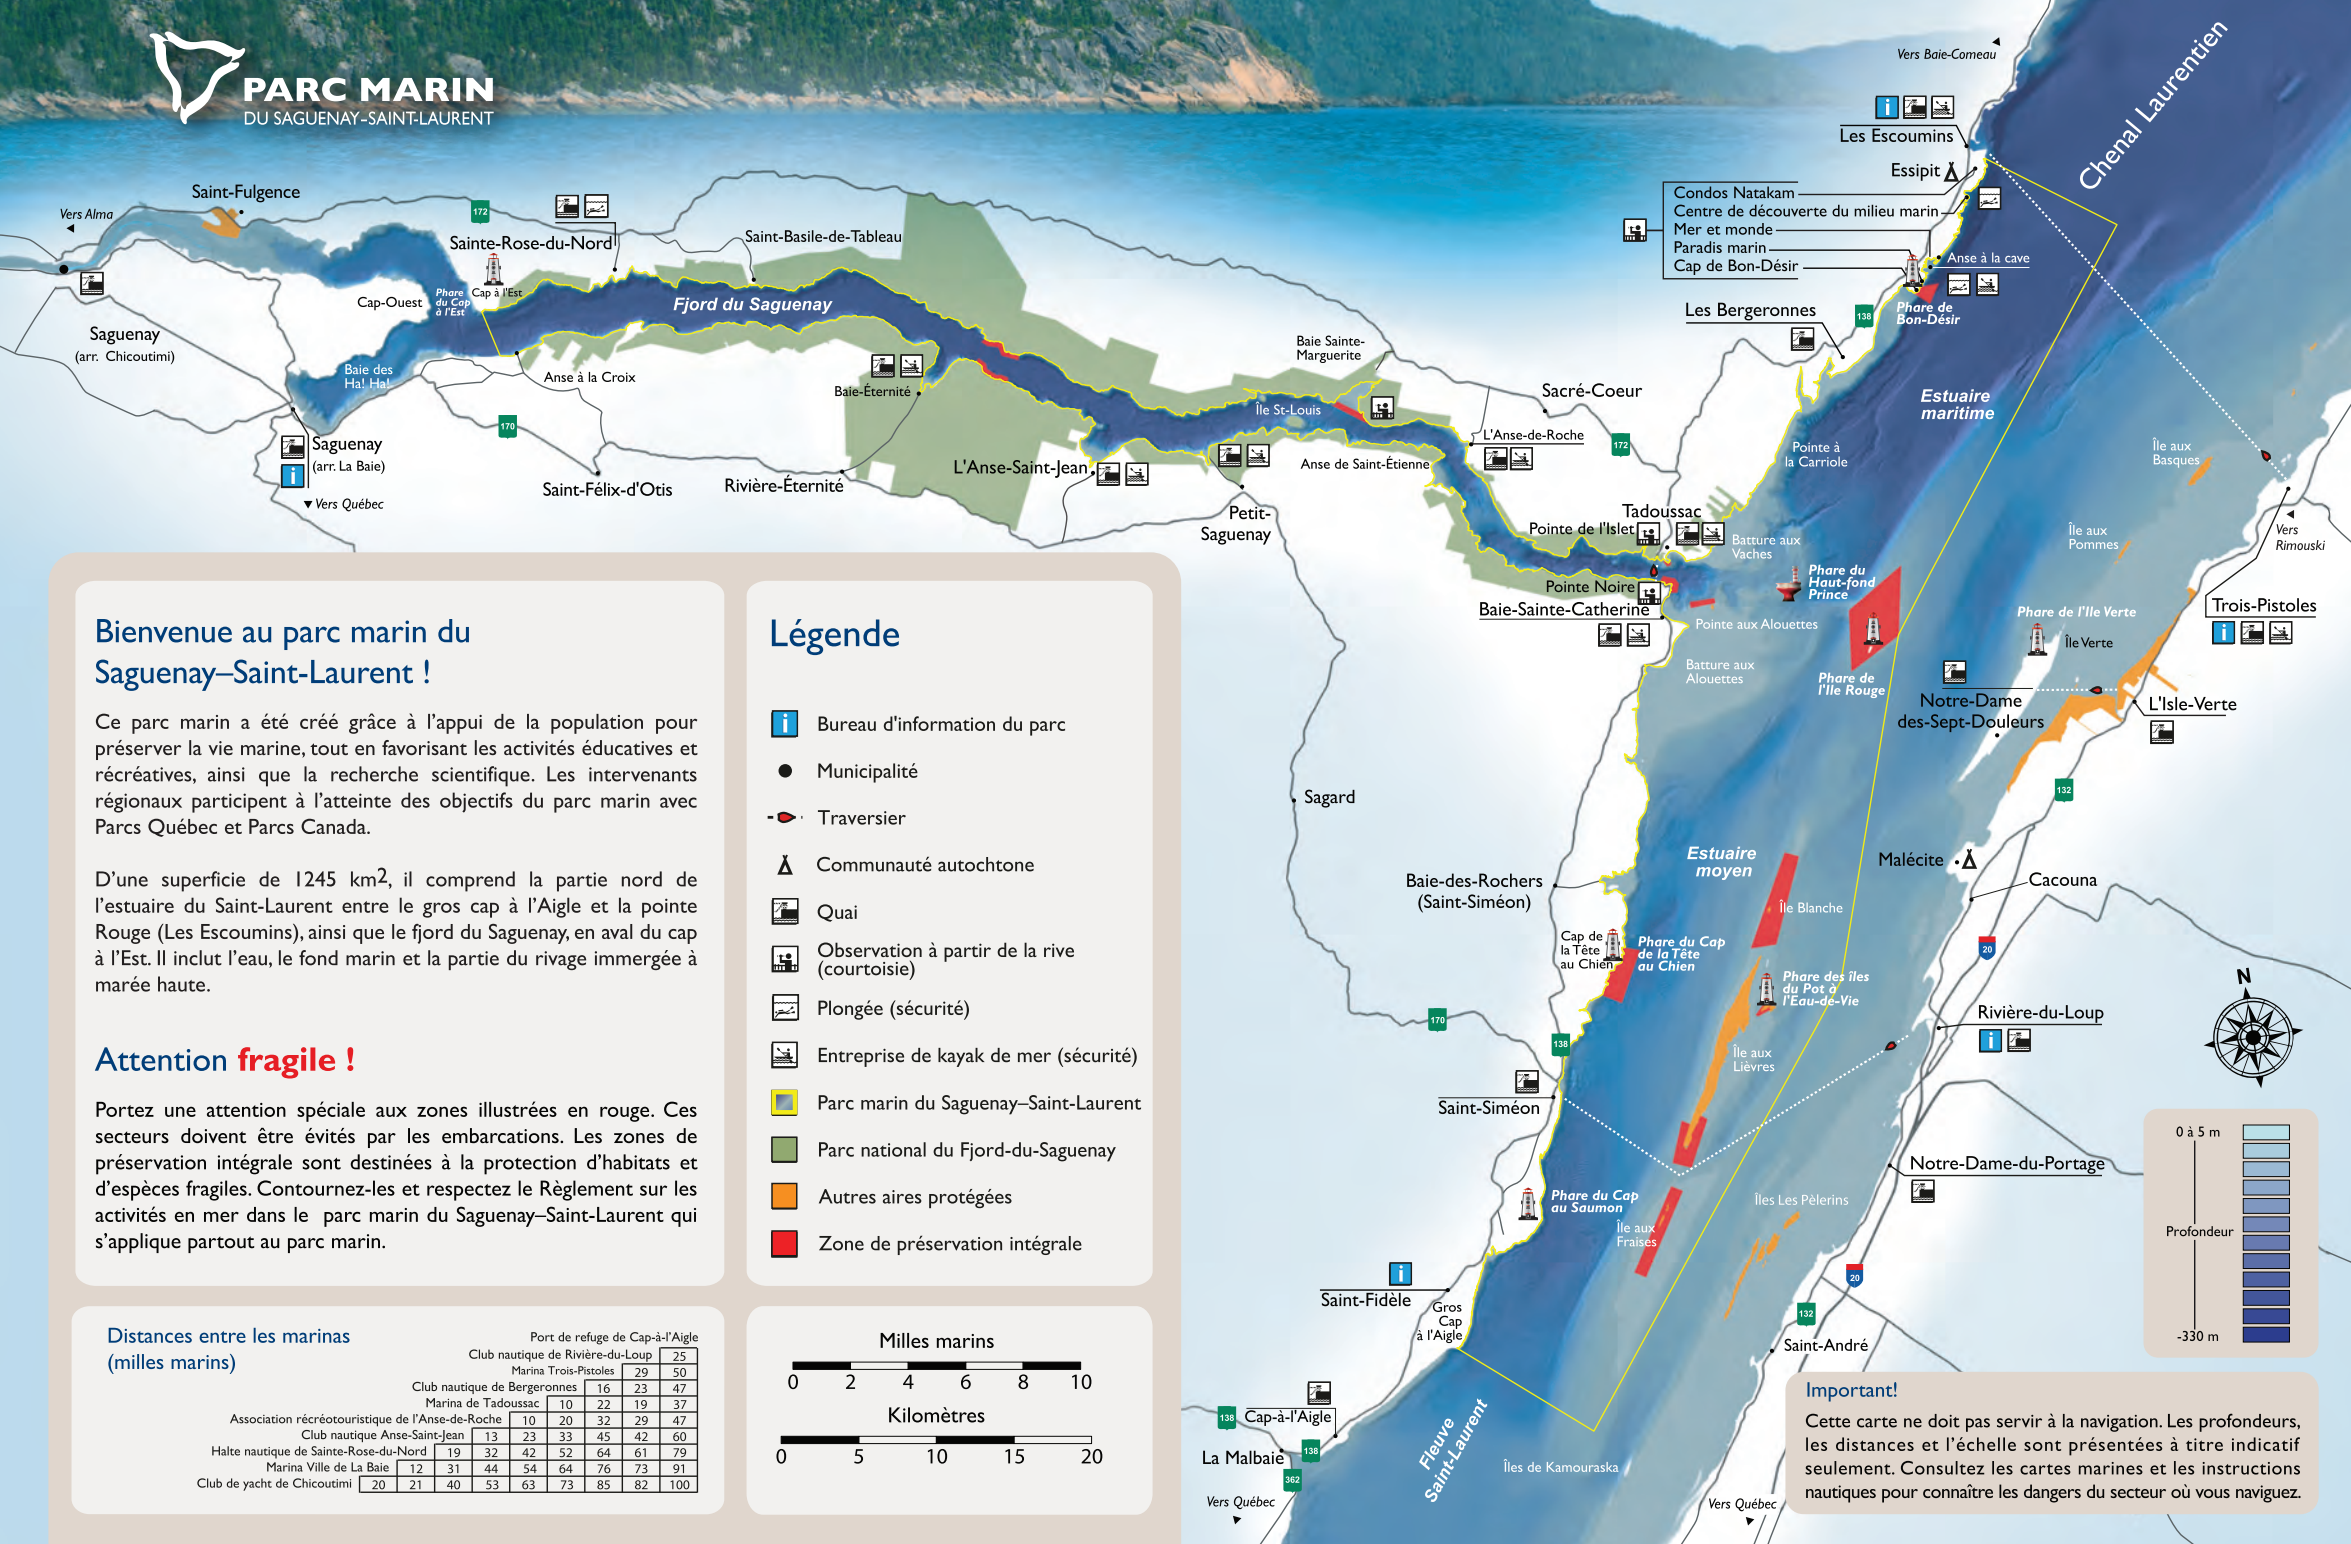 PARC MARIN
DU SAGUENAY-SAINT-LAURENT
Vers Baie-Comeau
Chenal Laurentien
Les Escoumins
Essipit
Condos Natakam
Centre de découverte du milieu marin
Mer et monde
Paradis marin
Cap de Bon-Désir
Anse à la cave
Phare de
Bon-Désir
Les Bergeronnes
138
Saint-Fulgence
Vers Alma
172
Sainte-Rose-du-Nord
Saint-Basile-de-Tableau
Cap-Ouest
Phare
du Cap
à l'Est
Cap à l'Est
Fjord du Saguenay
Saguenay
(arr. Chicoutimi)
Baie des
Ha! Ha!
Anse à la Croix
Baie-Éternité
Baie Sainte-
Marguerite
Île St-Louis
Sacré-Coeur
L'Anse-de-Roche
172
Estuaire
maritime
Pointe à
la Carriole
Île aux
Basques
170
Saguenay
(arr. La Baie)
Vers Québec
Saint-Félix-d'Otis
Rivière-Éternité
L'Anse-Saint-Jean
Anse de Saint-Étienne
Petit-
Saguenay
Tadoussac
Pointe de l'Islet
Batture aux
Vaches
Île aux
Pommes
Vers
Rimouski
Phare du
Haut-fond
Prince
Pointe Noire
Baie-Sainte-Catherine
Pointe aux Alouettes
Batture aux
Alouettes
Phare de
l'Ile Rouge
Phare de l'Ile Verte
Île Verte
Trois-Pistoles
Notre-Dame
des-Sept-Douleurs
L'Isle-Verte
132
Sagard
Estuaire
moyen
Malécite
Cacouna
Baie-des-Rochers
(Saint-Siméon)
Île Blanche
20
Cap de
la Tête
au Chien
Phare du Cap
de la Tête
au Chien
Phare des îles
du Pot à
l'Eau-de-Vie
N
170
138
Rivière-du-Loup
Île aux
Lièvres
Saint-Siméon
Notre-Dame-du-Portage
Phare du Cap
au Saumon
Île aux
Fraises
Îles Les Pèlerins
Saint-Fidèle
Gros
Cap
à l'Aigle
20
132
Saint-André
138
Cap-à-l'Aigle
La Malbaie
138
362
Vers Québec
Fleuve
Saint-Laurent
Îles de Kamouraska
Vers Québec
0 à 5 m
Profondeur
-330 m
Important!
Cette carte ne doit pas servir à la navigation. Les profondeurs,
les distances et l'échelle sont présentées à titre indicatif
seulement. Consultez les cartes marines et les instructions
nautiques pour connaître les dangers du secteur où vous naviguez.
Bienvenue au parc marin du
Saguenay–Saint-Laurent !
Ce parc marin a été créé grâce à l'appui de la population pour
préserver la vie marine, tout en favorisant les activités éducatives et
récréatives, ainsi que la recherche scientifique. Les intervenants
régionaux participent à l'atteinte des objectifs du parc marin avec
Parcs Québec et Parcs Canada.
D'une superficie de 1245 km2, il comprend la partie nord de
l'estuaire du Saint-Laurent entre le gros cap à l'Aigle et la pointe
Rouge (Les Escoumins), ainsi que le fjord du Saguenay, en aval du cap
à l'Est. Il inclut l'eau, le fond marin et la partie du rivage immergée à
marée haute.
Attention fragile !
Portez une attention spéciale aux zones illustrées en rouge. Ces
secteurs doivent être évités par les embarcations. Les zones de
préservation intégrale sont destinées à la protection d'habitats et
d'espèces fragiles. Contournez-les et respectez le Règlement sur les
activités en mer dans le parc marin du Saguenay–Saint-Laurent qui
s'applique partout au parc marin.
Légende
Bureau d'information du parc
Municipalité
Traversier
Communauté autochtone
Quai
Observation à partir de la rive
(courtoisie)
Plongée (sécurité)
Entreprise de kayak de mer (sécurité)
Parc marin du Saguenay–Saint-Laurent
Parc national du Fjord-du-Saguenay
Autres aires protégées
Zone de préservation intégrale
Distances entre les marinas
(milles marins)
Port de refuge de Cap-à-l'Aigle
Club nautique de Rivière-du-Loup 25
Marina Trois-Pistoles 29 50
Club nautique de Bergeronnes 16 23 47
Marina de Tadoussac 10 22 19 37
Association récréotouristique de l'Anse-de-Roche 10 20 32 29 47
Club nautique Anse-Saint-Jean 13 23 33 45 42 60
Halte nautique de Sainte-Rose-du-Nord 19 32 42 52 64 61 79
Marina Ville de La Baie 12 31 44 54 64 76 73 91
Club de yacht de Chicoutimi 20 21 40 53 63 73 85 82 100
Milles marins
0 2 4 6 8 10
Kilomètres
0 5 10 15 20